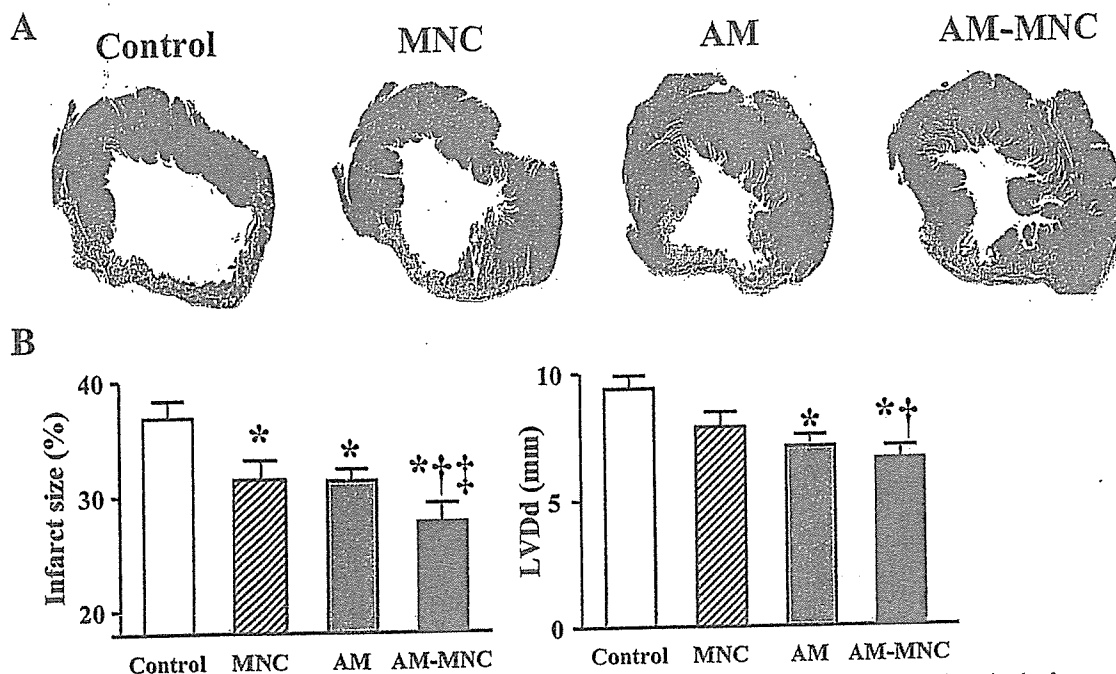 A
Control MNC AM AM-MNC
B
Infarct size (%)
40
30
20
*
*
*†‡
Control MNC AM AM-MNC
LVDd (mm)
10
5
0
*
*†
Control MNC AM AM-MNC